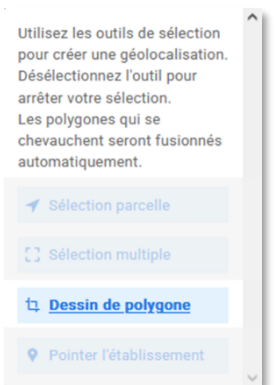 Utilisez les outils de sélection
pour créer une géolocalisation.
Désélectionnez l'outil pour
arrêter votre sélection.
Les polygones qui se
chevauchent seront fusionnés
automatiquement.
Sélection parcelle
Sélection multiple
Dessin de polygone
Pointer l'établissement